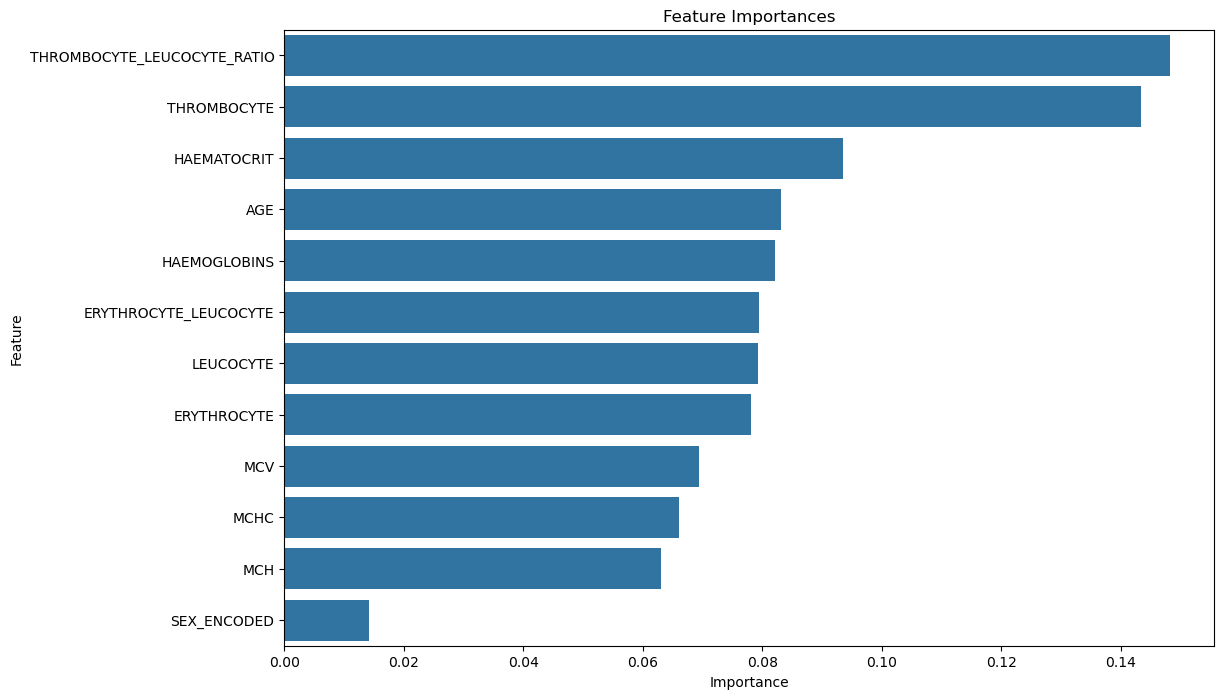 Feature Importances
THROMBOCYTE_LEUCOCYTE_RATIO
THROMBOCYTE
HAEMATOCRIT
AGE
HAEMOGLOBINS
ERYTHROCYTE_LEUCOCYTE
LEUCOCYTE
ERYTHROCYTE
MCV
MCHC
MCH
SEX_ENCODED
Feature
0.00 0.02 0.04 0.06 0.08 0.10 0.12 0.14
Importance